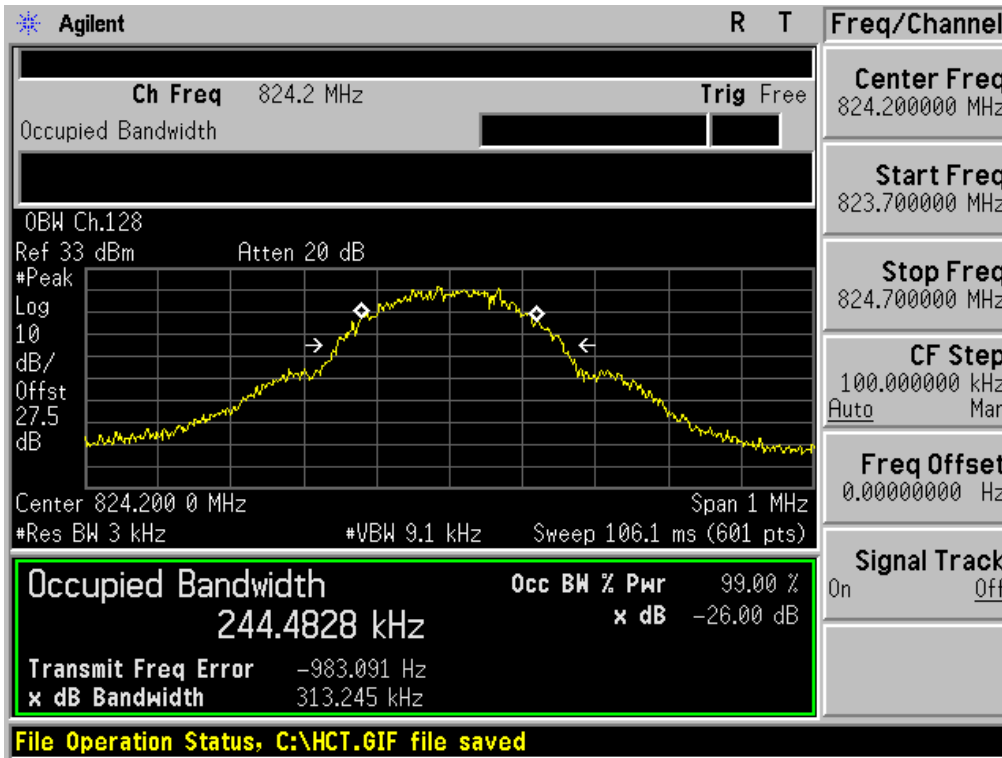 Agilent R T Freq/Channel
Ch Freq 824.2 MHz Trig Free
Occupied Bandwidth
OBW Ch.128
Ref 33 dBm Atten 20 dB
#Peak
Log
10
dB/
Offst
27.5
dB
Center 824.200 0 MHz Span 1 MHz
#Res BW 3 kHz #VBW 9.1 kHz Sweep 106.1 ms (601 pts)
Occupied Bandwidth Occ BW % Pwr 99.00 %
244.4828 kHz x dB -26.00 dB
Transmit Freq Error -983.091 Hz
x dB Bandwidth 313.245 kHz
File Operation Status, C:\HCT.GIF file saved
Center Freq
824.200000 MHz
Start Freq
823.700000 MHz
Stop Freq
824.700000 MHz
CF Step
100.000000 kHz
Auto Man
Freq Offset
0.00000000 Hz
Signal Track
On Off